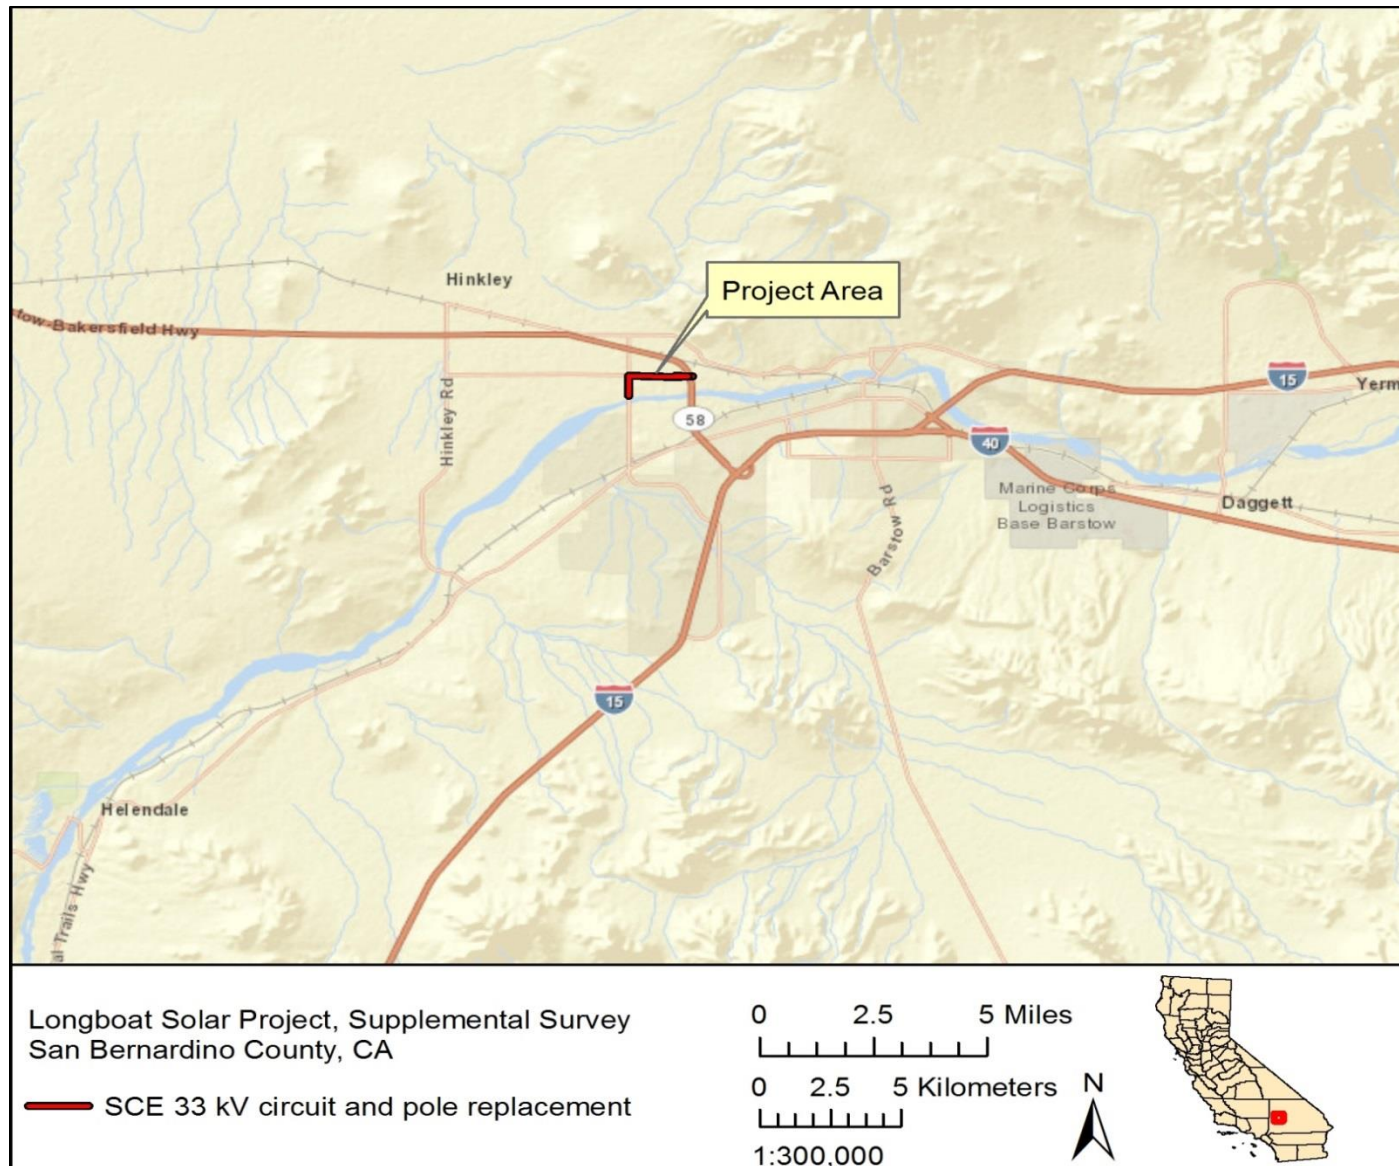 Hinkley
Project Area
tow-Bakersfield Hwy
Hinkley Rd
58
15
Yerm
40
Marine Corps
Logistics
Base Barstow
Daggett
Barstow Rd
15
Helendale
al Trails Hwy
Longboat Solar Project, Supplemental Survey
San Bernardino County, CA
SCE 33 kV circuit and pole replacement
0 2.5 5 Miles
0 2.5 5 Kilometers
1:300,000
N